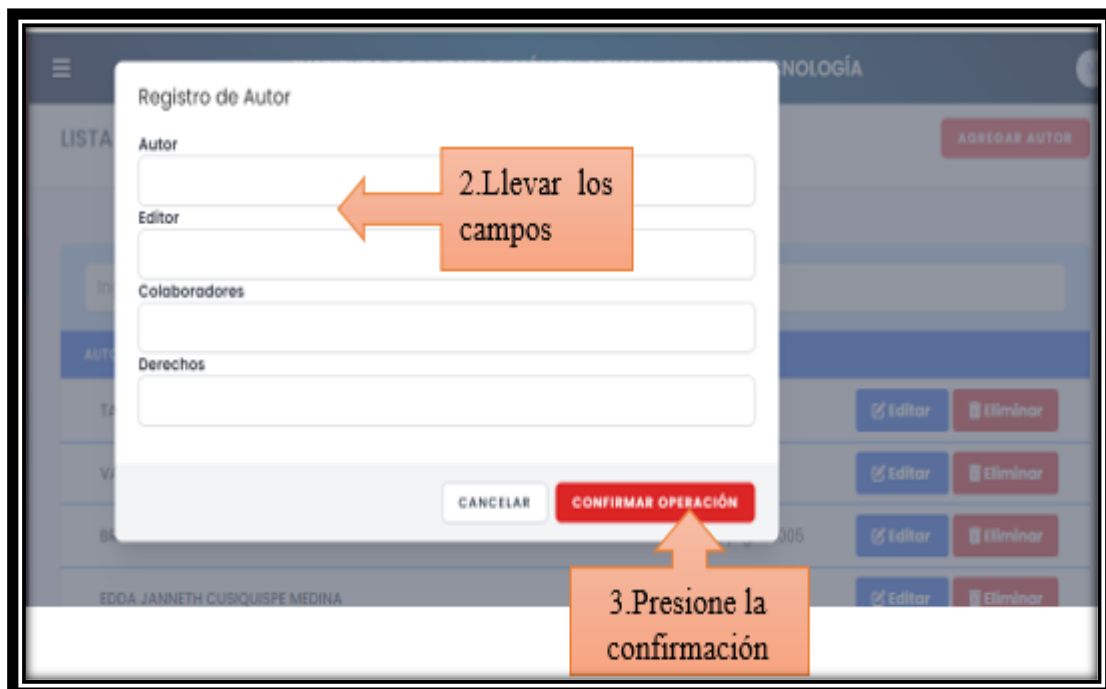 NOLOGÍA
Registro de Autor
LISTA
AGREGAR AUTOR
Autor
2.Llevar los
campos
Editor
Colaboradores
Derechos
Editar Eliminar
Editar Eliminar
CANCELAR CONFIRMAR OPERACIÓN
Editar Eliminar
EDDA JANNETH CUSIQUISPE MEDINA
Editar Eliminar
3.Presione la
confirmación